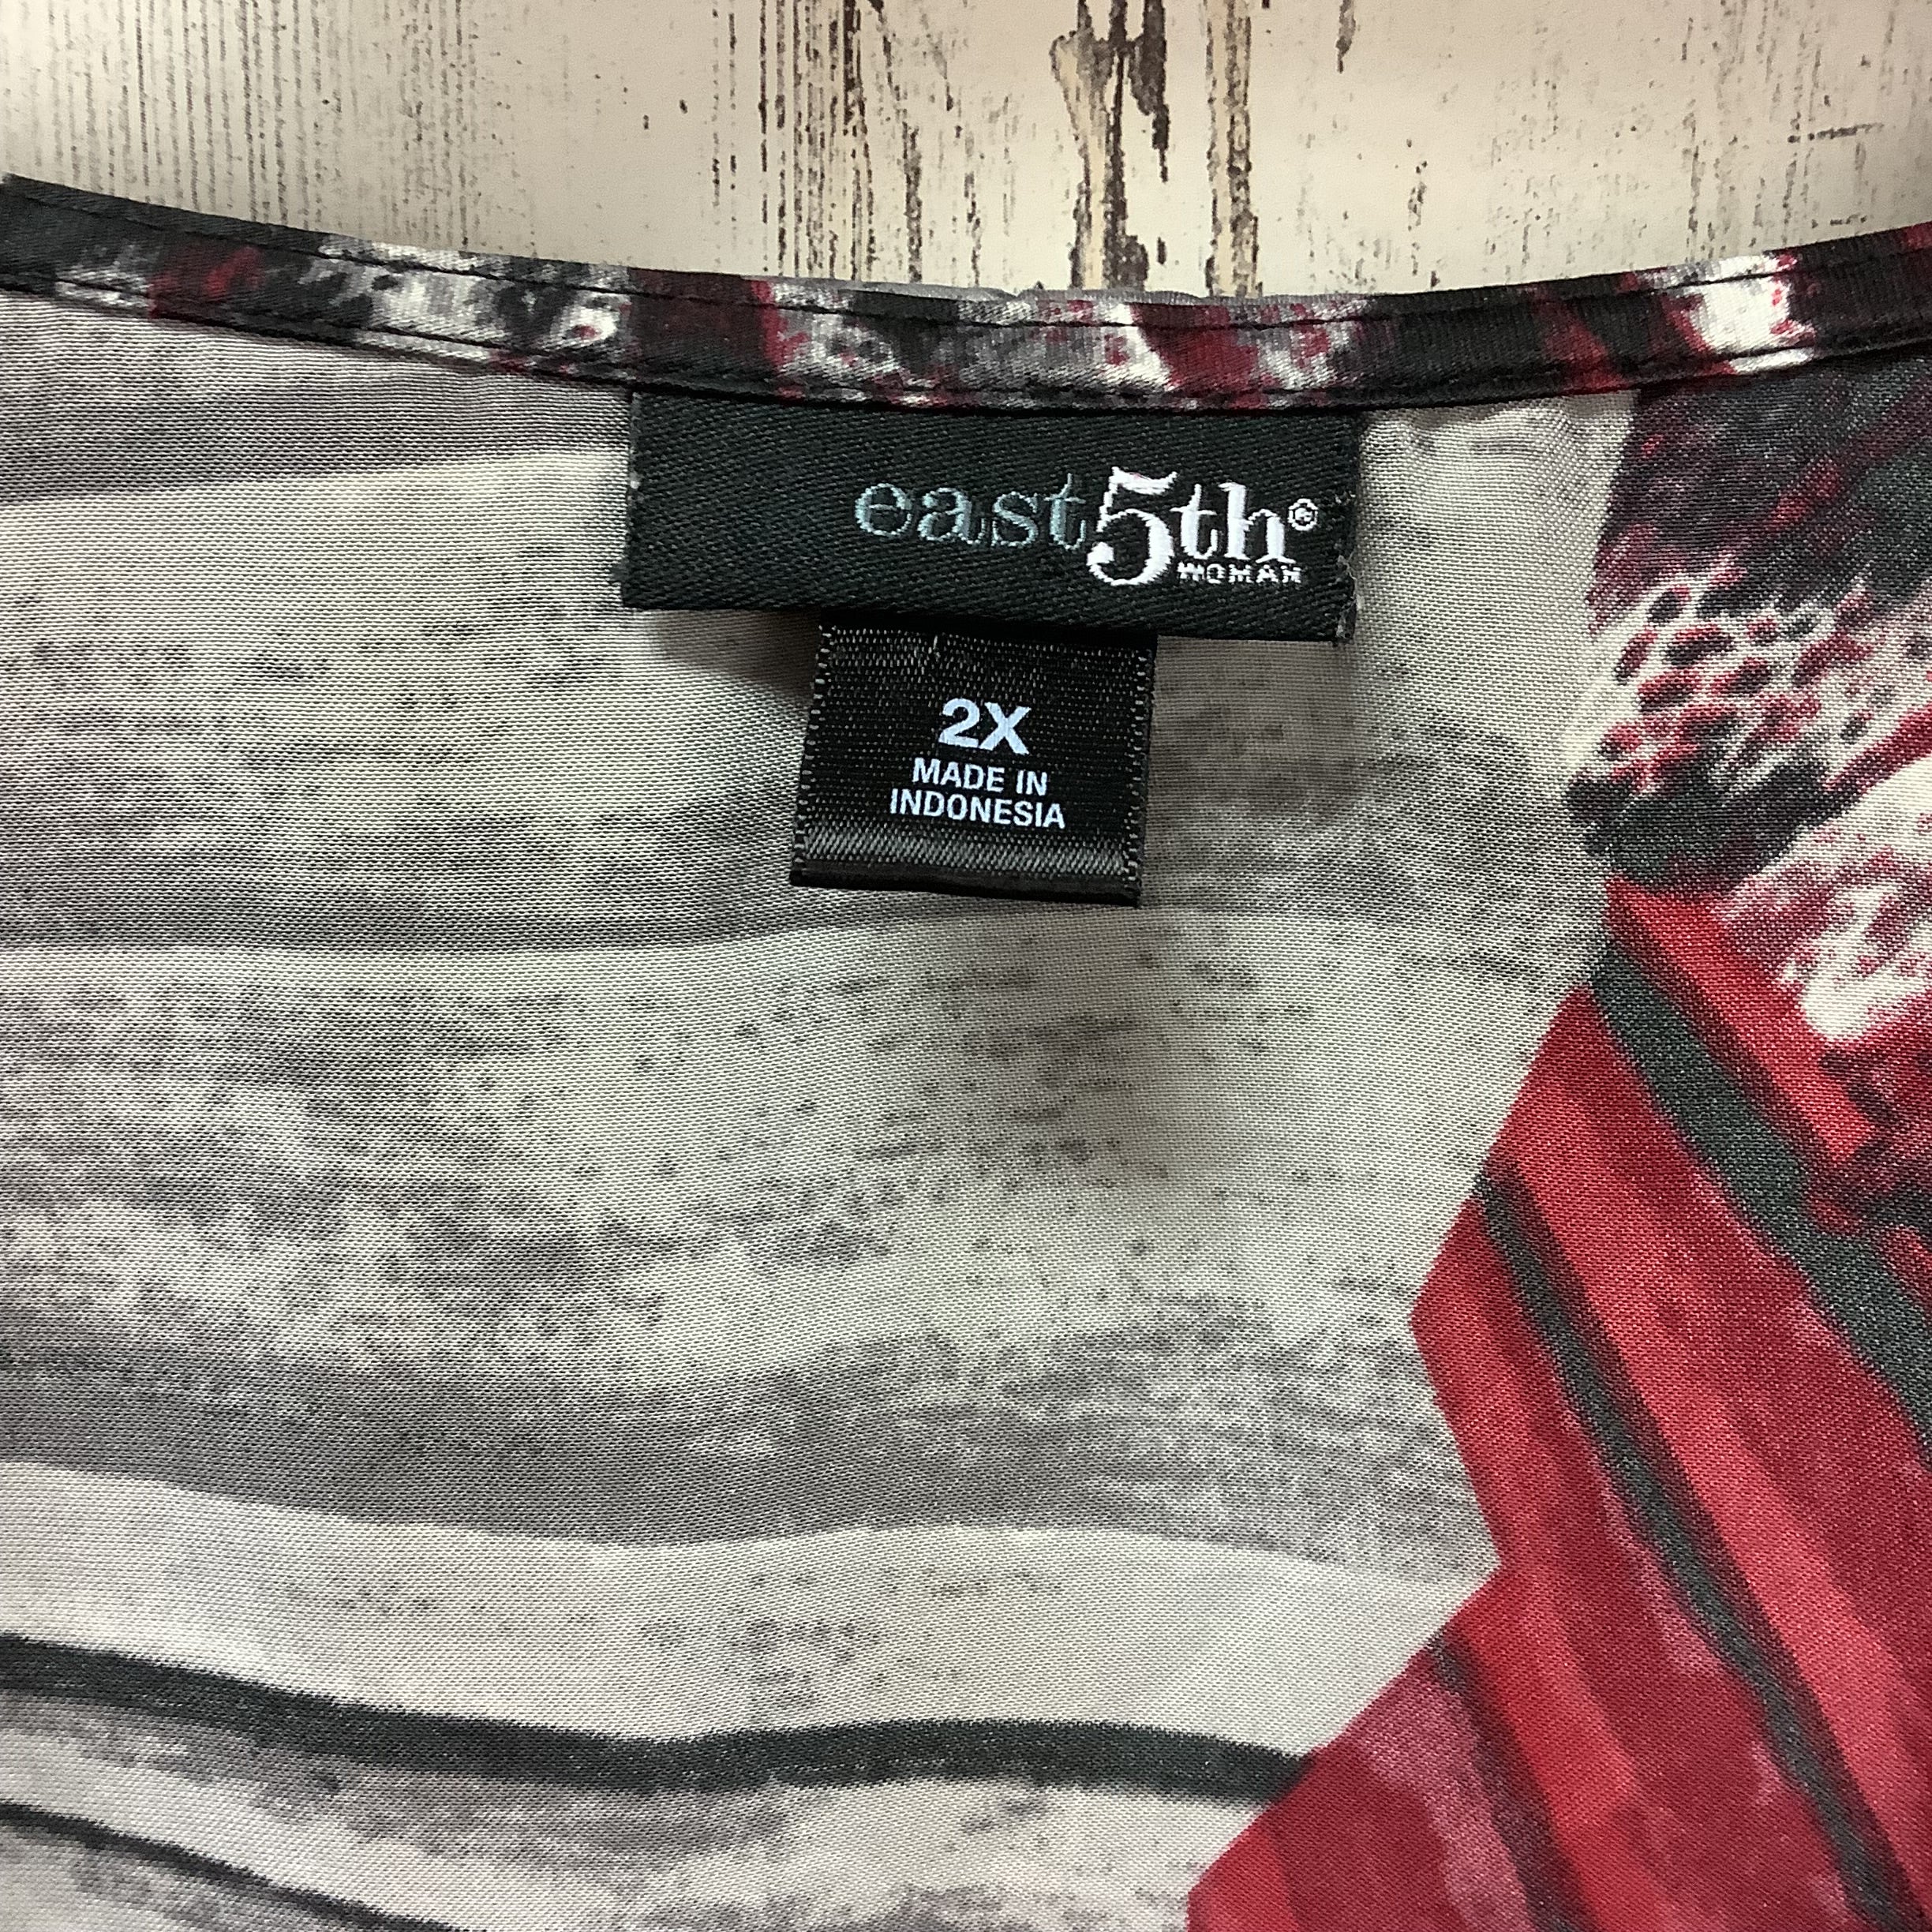 east5th®
WOMAN
2X
MADE IN
INDONESIA